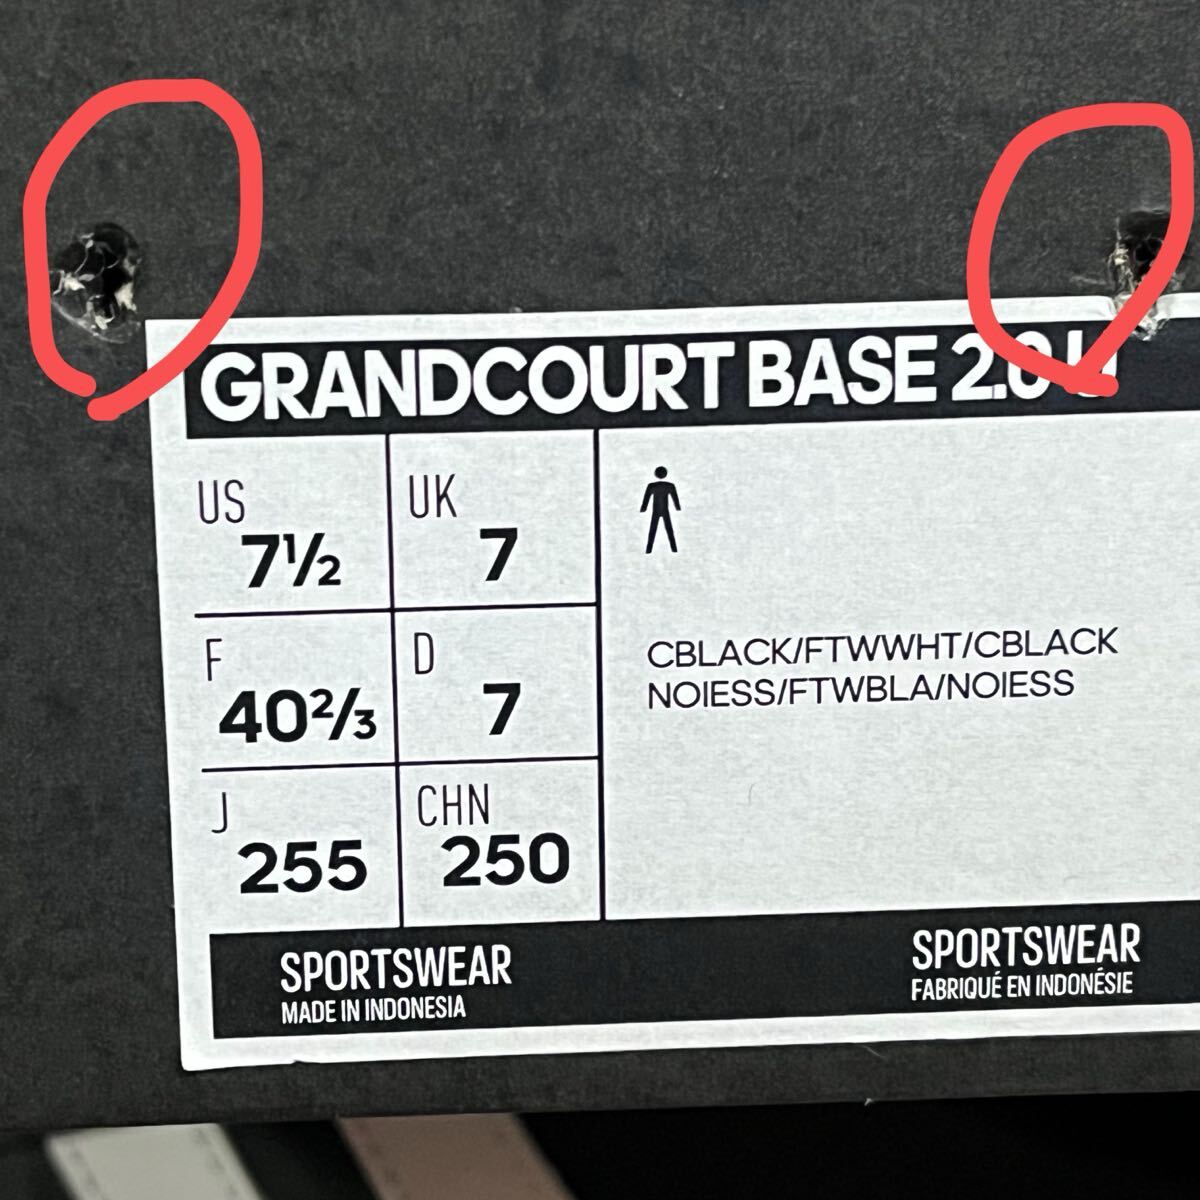 GRANDCOURT BASE 2.0 U
US
7½
UK
7
F
40⅔
D
7
J
255
CHN
250
CBLACK/FTWWHT/CBLACK
NOIESS/FTWBLA/NOIESS
SPORTSWEAR
MADE IN INDONESIA
SPORTSWEAR
FABRIQUÉ EN INDONÉSIE